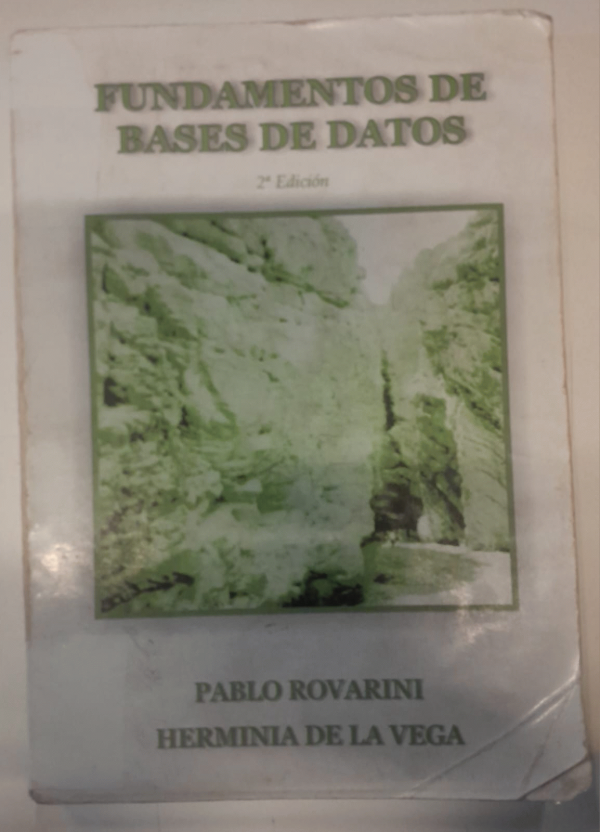 FUNDAMENTOS DE
BASES DE DATOS
2ª Edición
PABLO ROVARINI
HERMINIA DE LA VEGA